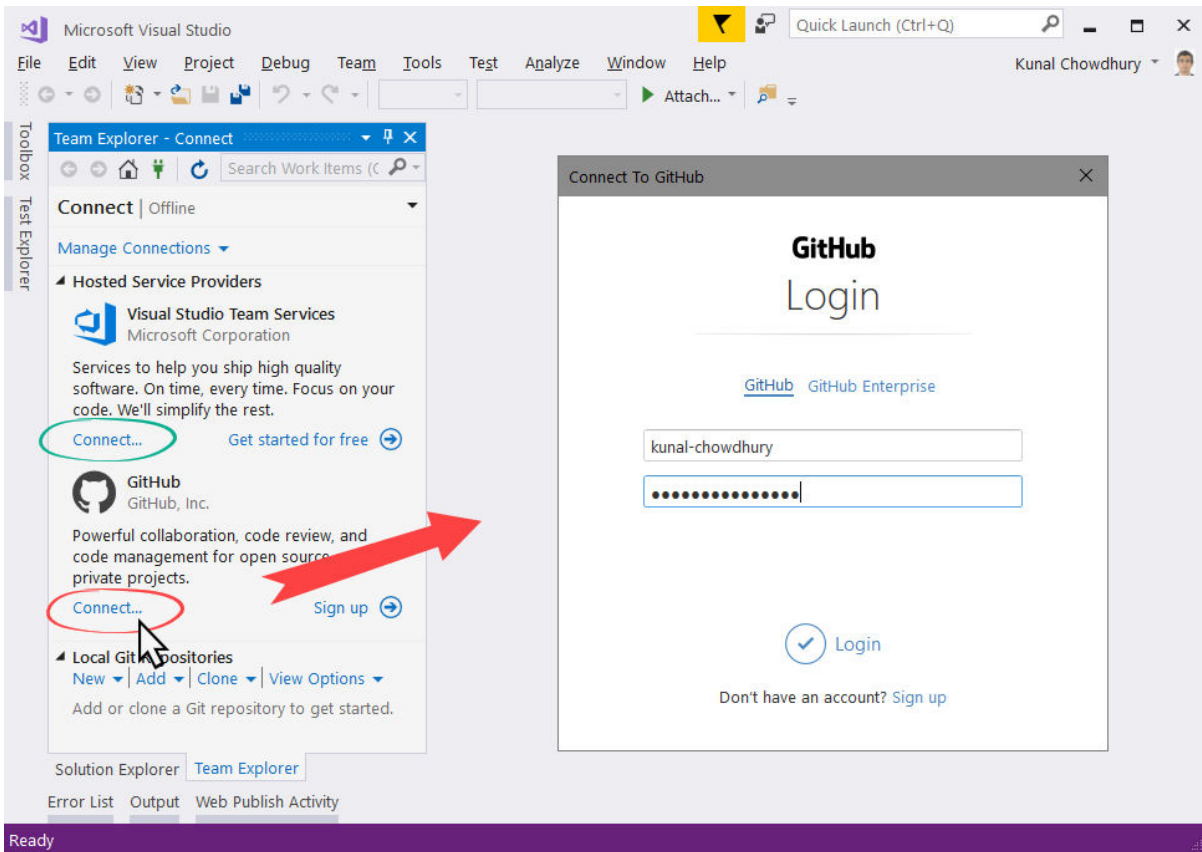 Microsoft Visual Studio
Quick Launch (Ctrl+Q)
File Edit View Project Debug Team Tools Test Analyze Window Help
Kunal Chowdhury
Attach...
Toolbox
Test Explorer
Team Explorer - Connect
Search Work Items (C
Connect | Offline
Manage Connections
Hosted Service Providers
Visual Studio Team Services
Microsoft Corporation
Services to help you ship high quality
software. On time, every time. Focus on your
code. We'll simplify the rest.
Connect... Get started for free
GitHub
GitHub, Inc.
Powerful collaboration, code review, and
code management for open source
private projects.
Connect... Sign up
Local Git Repositories
New | Add | Clone | View Options
Add or clone a Git repository to get started.
Solution Explorer Team Explorer
Error List Output Web Publish Activity
Ready
Connect To GitHub
GitHub
Login
GitHub GitHub Enterprise
kunal-chowdhury
●●●●●●●●●●●●●●●
Login
Don't have an account? Sign up